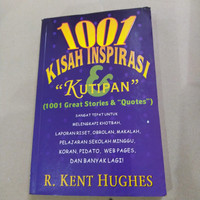 1001
KISAH INSPIRASI
&
"KUTIPAN"
(1001 Great Stories & "Quotes")
SANGAT TEPAT UNTUK
MELENGKAPI KHOTBAH,
LAPORAN RISET, OBROLAN, MAKALAH,
PELAJARAN SEKOLAH MINGGU,
KORAN, PIDATO, WEB PAGES,
DAN BANYAK LAGI!
R. KENT HUGHES